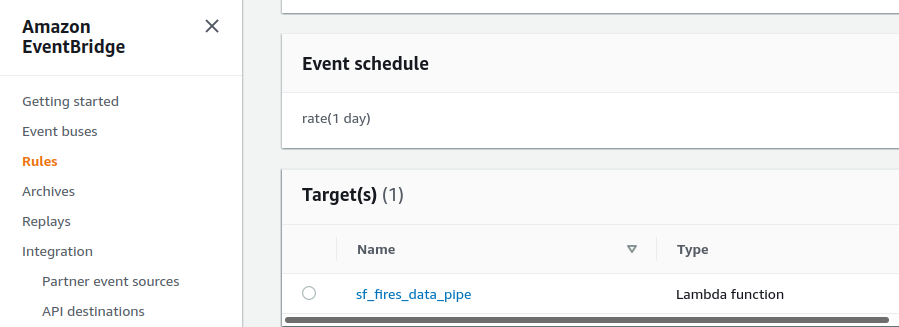 Amazon
EventBridge
Getting started
Event buses
Rules
Archives
Replays
Integration
Partner event sources
API destinations
Event schedule
rate(1 day)
Target(s) (1)
Name
Type
sf_fires_data_pipe
Lambda function